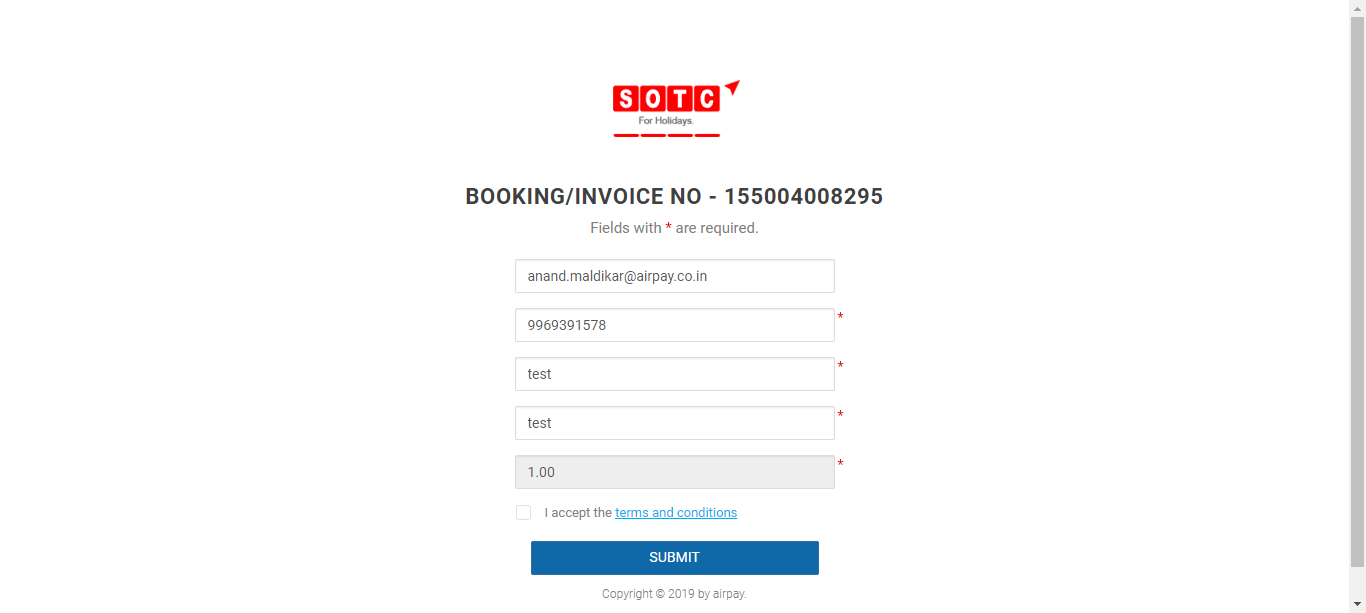 SOTC
For Holidays.
BOOKING/INVOICE NO - 155004008295
Fields with * are required.
anand.maldikar@airpay.co.in
9969391578 *
test *
test *
1.00 *
I accept the terms and conditions
SUBMIT
Copyright © 2019 by airpay.